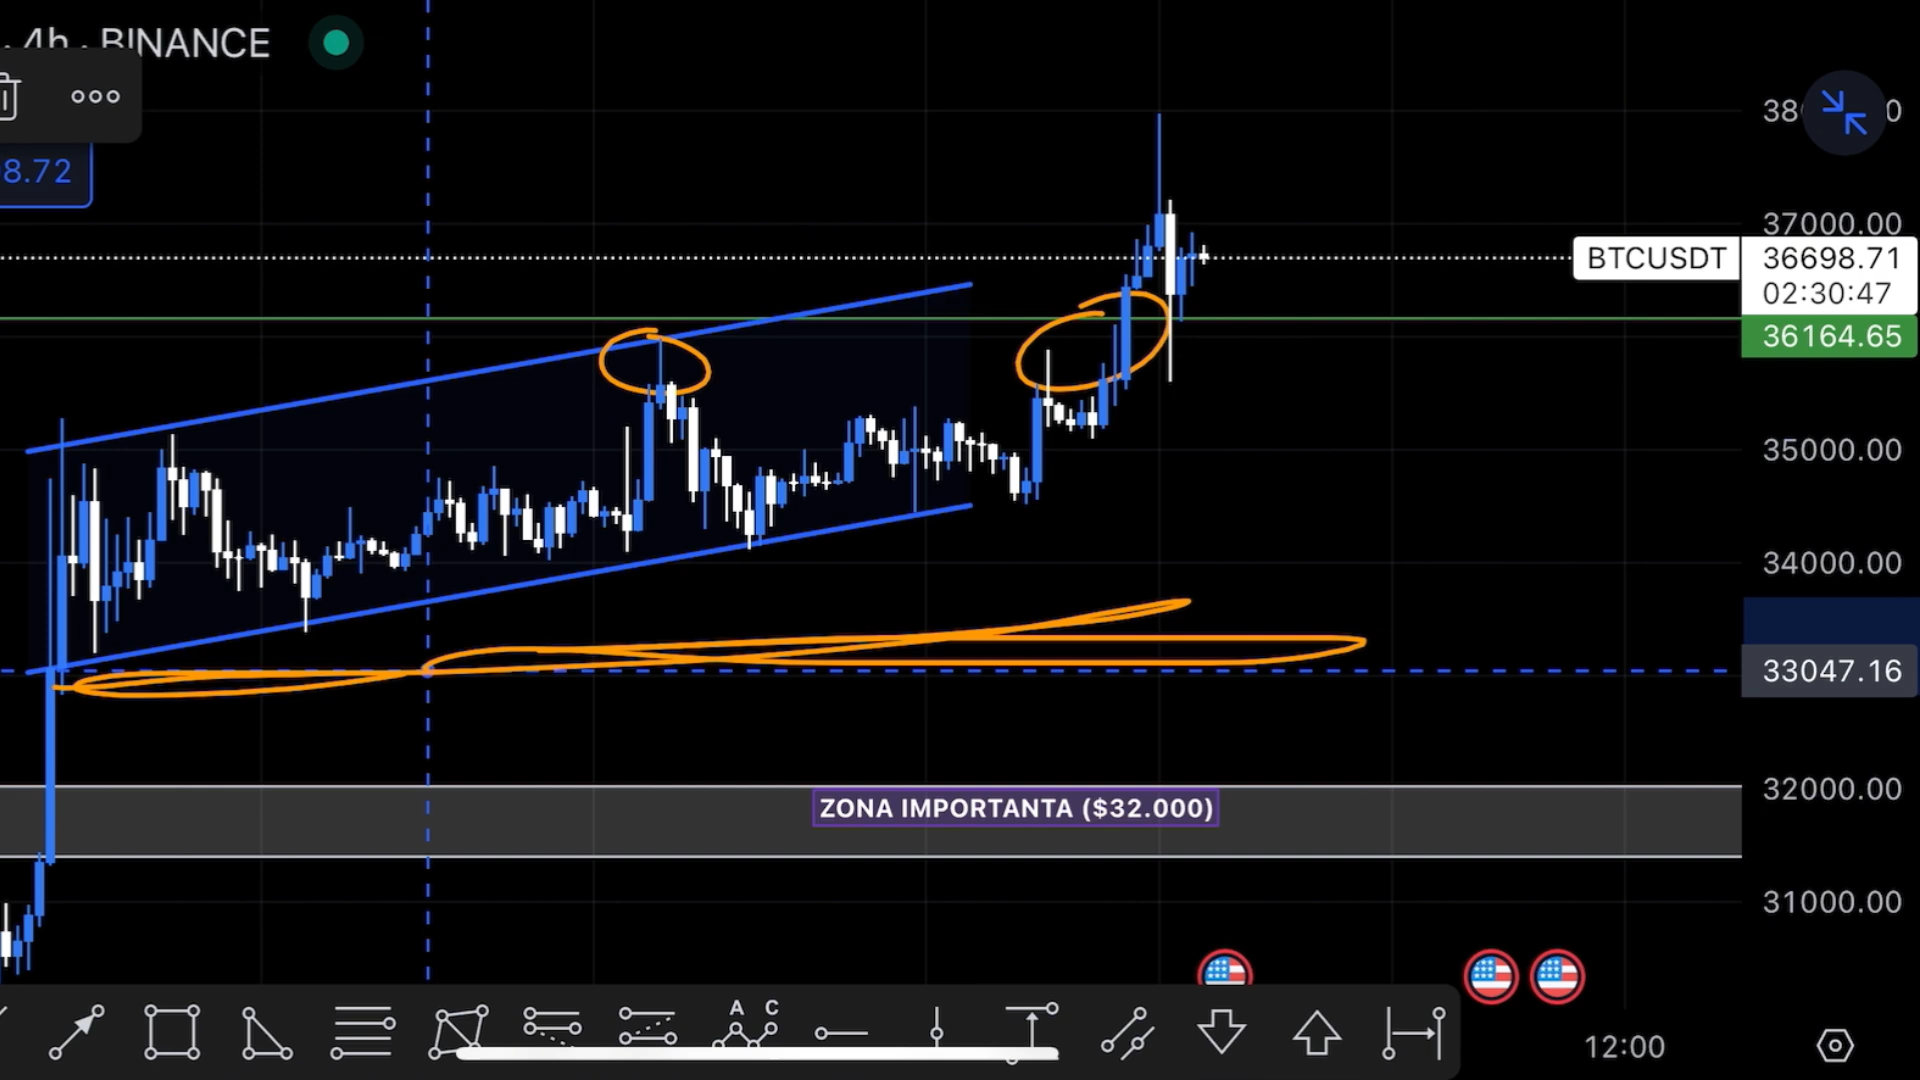 4h · BINANCE
8.72
37000.00
BTCUSDT
36698.71
02:30:47
36164.65
35000.00
34000.00
33047.16
ZONA IMPORTANTA ($32.000)
32000.00
31000.00
A C
12:00